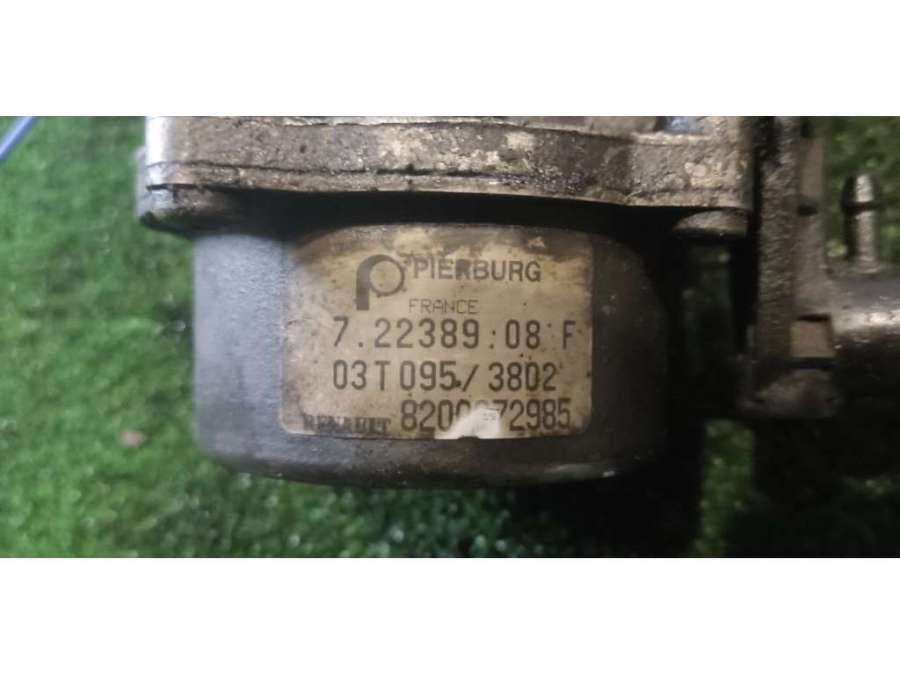 PIERBURG
FRANCE
7.22389.08 F
03T095/3802
RENAULT